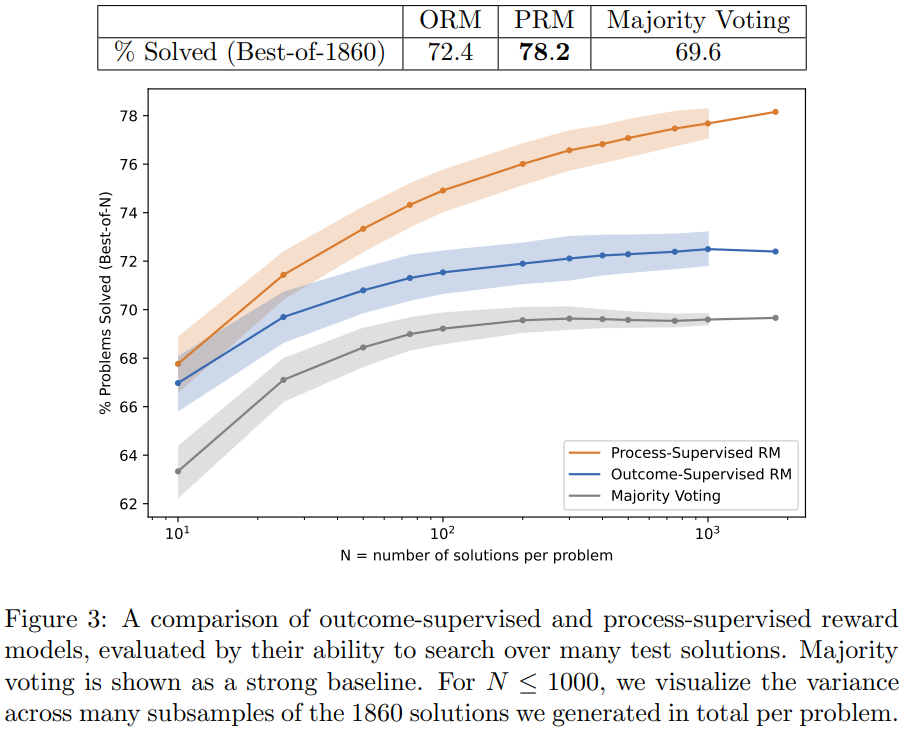 ORM PRM Majority Voting
% Solved (Best-of-1860) 72.4 78.2 69.6
% Problems Solved (Best-of-N)
78
76
74
72
70
68
66
64
62
Process-Supervised RM
Outcome-Supervised RM
Majority Voting
10¹ 10² 10³
N = number of solutions per problem
Figure 3: A comparison of outcome-supervised and process-supervised reward
models, evaluated by their ability to search over many test solutions. Majority
voting is shown as a strong baseline. For N ≤ 1000, we visualize the variance
across many subsamples of the 1860 solutions we generated in total per problem.